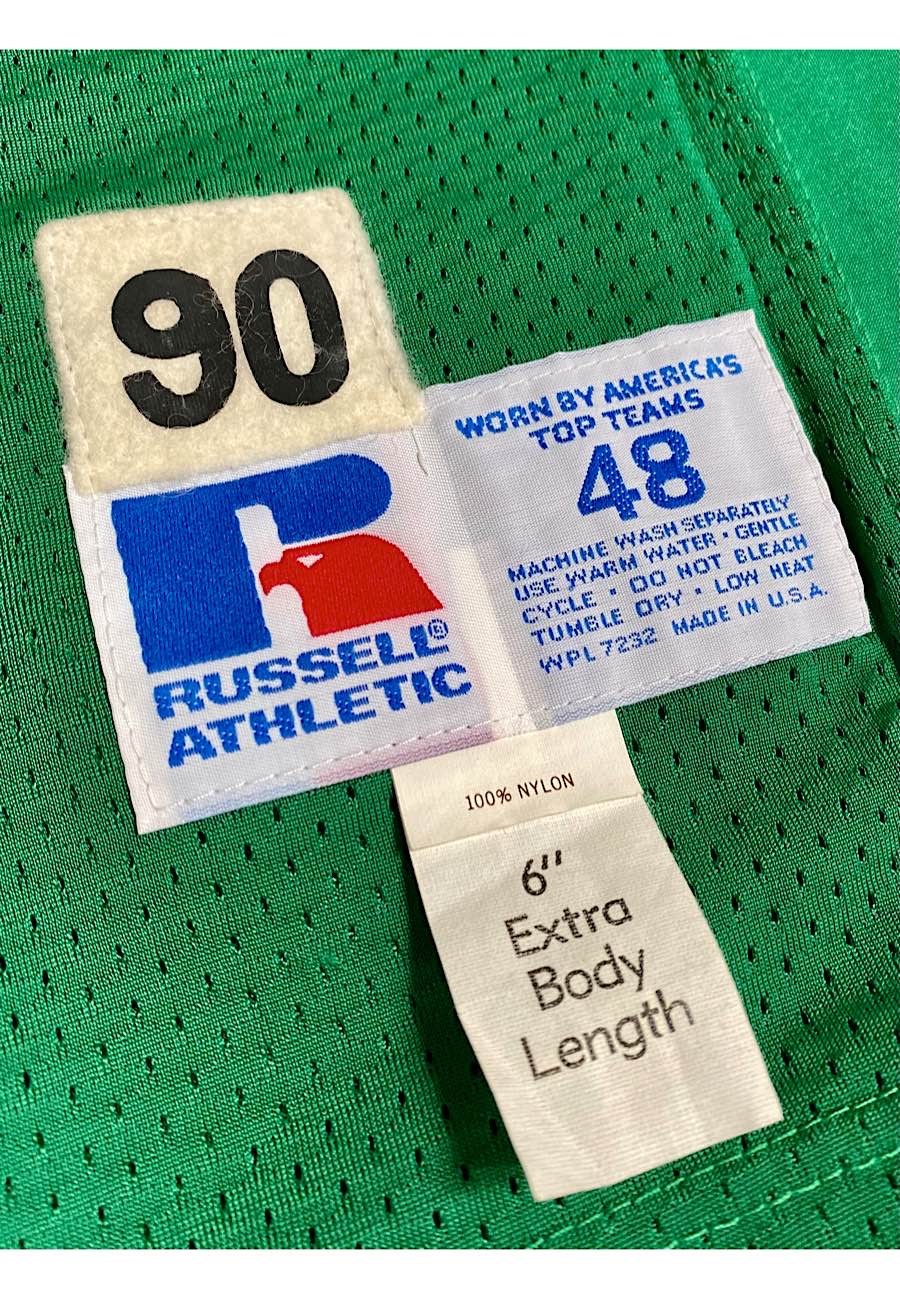 90
RUSSELL®
ATHLETIC
WORN BY AMERICA'S
TOP TEAMS
48
MACHINE WASH SEPARATELY
USE WARM WATER • GENTLE
CYCLE • DO NOT BLEACH
TUMBLE DRY • LOW HEAT
WPL 7232 MADE IN U.S.A.
100% NYLON
6"
Extra
Body
Length